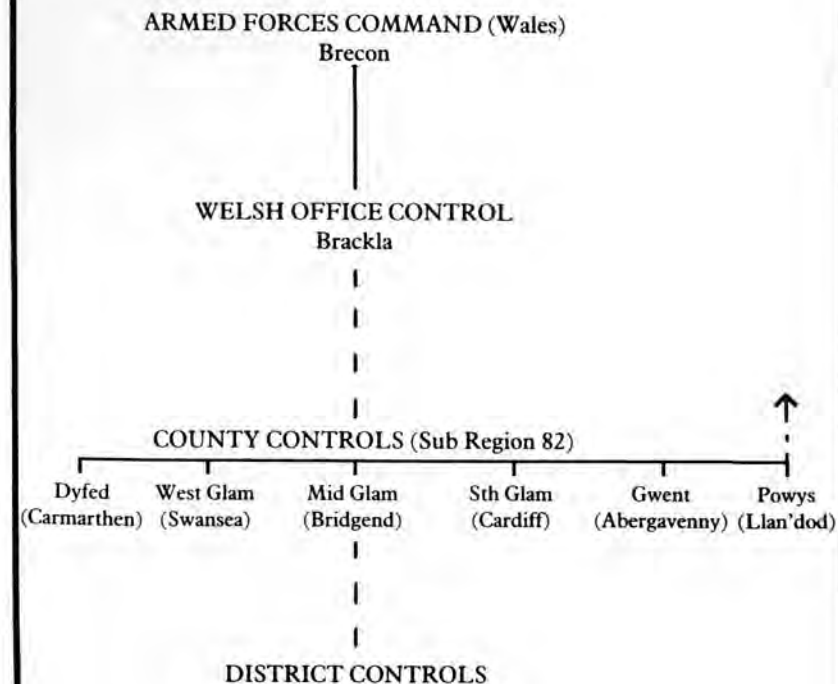 ARMED FORCES COMMAND (Wales)
Brecon
WELSH OFFICE CONTROL
Brackla
COUNTY CONTROLS (Sub Region 82)
Dyfed West Glam Mid Glam Sth Glam Gwent Powys
(Carmarthen) (Swansea) (Bridgend) (Cardiff) (Abergavenny) (Llan'dod)
DISTRICT CONTROLS